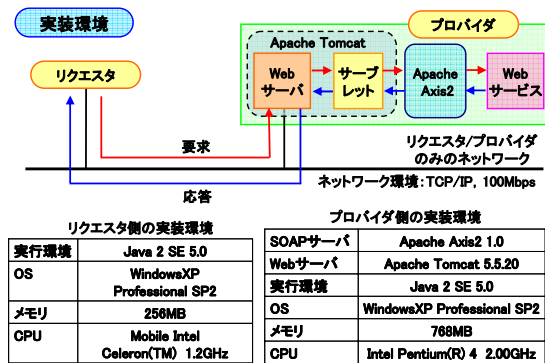 実装環境
プロバイダ
Apache Tomcat
リクエスタ
Web
サーバ
サーブ
レット
Apache
Axis2
Web
サービス
要求
リクエスタ/プロバイダ
のみのネットワーク
ネットワーク環境：TCP/IP, 100Mbps
応答
リクエスタ側の実装環境
実行環境 Java 2 SE 5.0
OS WindowsXP
Professional SP2
メモリ 256MB
CPU Mobile Intel
Celeron(TM) 1.2GHz
プロバイダ側の実装環境
SOAPサーバ Apache Axis2 1.0
Webサーバ Apache Tomcat 5.5.20
実行環境 Java 2 SE 5.0
OS WindowsXP Professional SP2
メモリ 768MB
CPU Intel Pentium(R) 4 2.00GHz